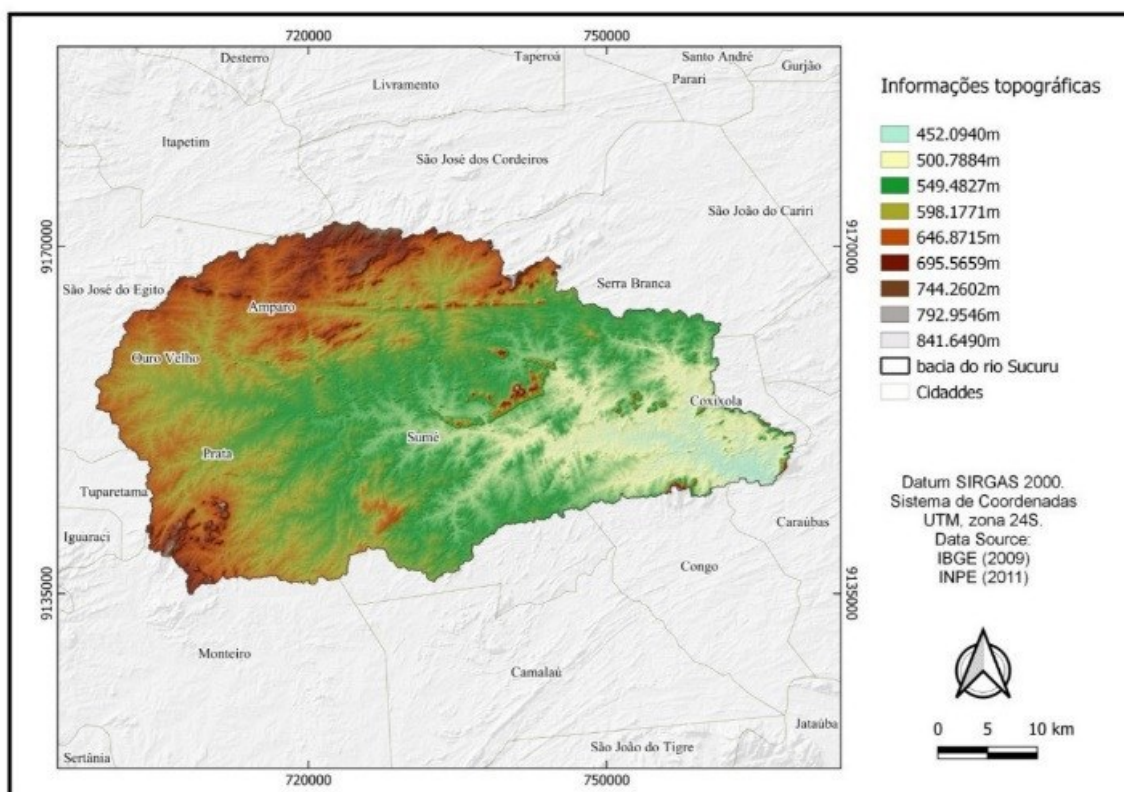 720000
750000
Desterro
Taperoá
Santo André
Gurjão
Livramento
Parari
Itapetim
São José dos Cordeiros
São João do Cariri
9170000
9170000
São José do Egito
Serra Branca
Amparo
Ouro Velho
Coxixola
Sumé
Prata
Tuparetama
Iguaraci
Caraúbas
Congo
9135000
9135000
Monteiro
Camalaú
Jataúba
São João do Tigre
Sertânia
720000
750000
Informações topográficas
452.0940m
500.7884m
549.4827m
598.1771m
646.8715m
695.5659m
744.2602m
792.9546m
841.6490m
bacia do rio Sucuru
Cidaddes
Datum SIRGAS 2000.
Sistema de Coordenadas
UTM, zona 24S.
Data Source:
IBGE (2009)
INPE (2011)
0 5 10 km